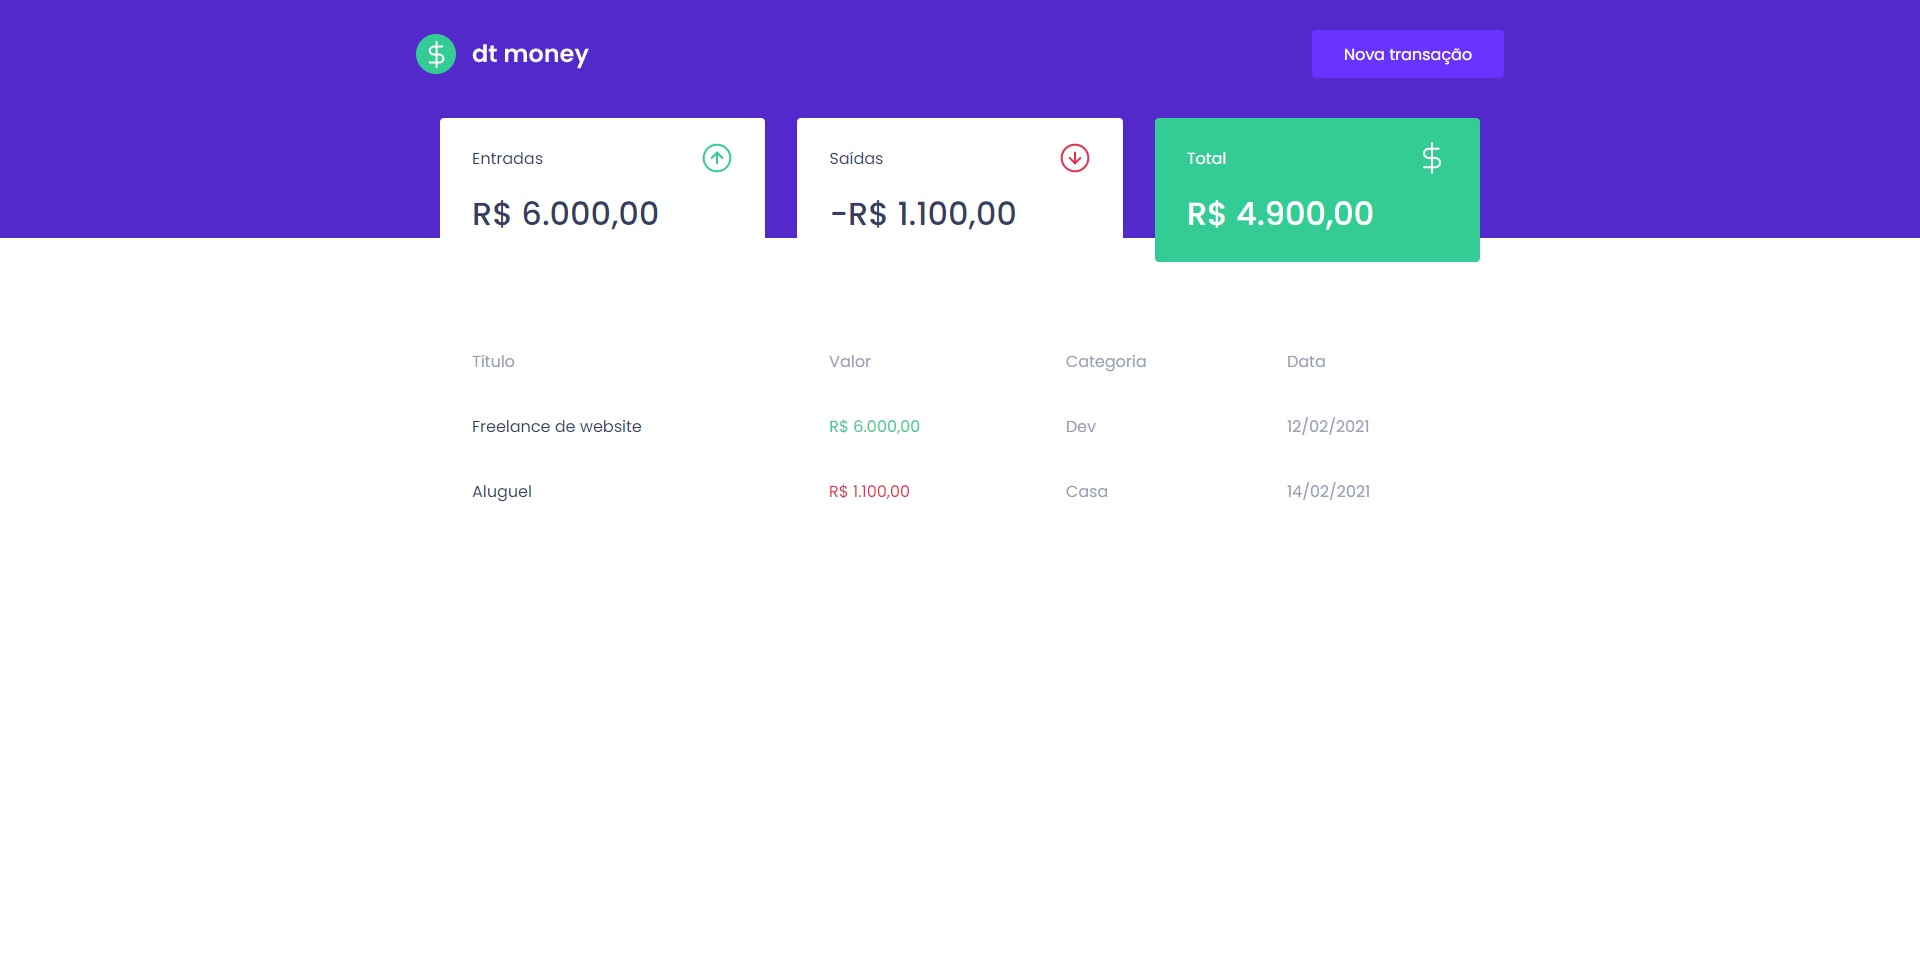 dt money
Nova transação
Entradas
R$ 6.000,00
Saídas
-R$ 1.100,00
Total
R$ 4.900,00
Título Valor Categoria Data
Freelance de website R$ 6.000,00 Dev 12/02/2021
Aluguel R$ 1.100,00 Casa 14/02/2021